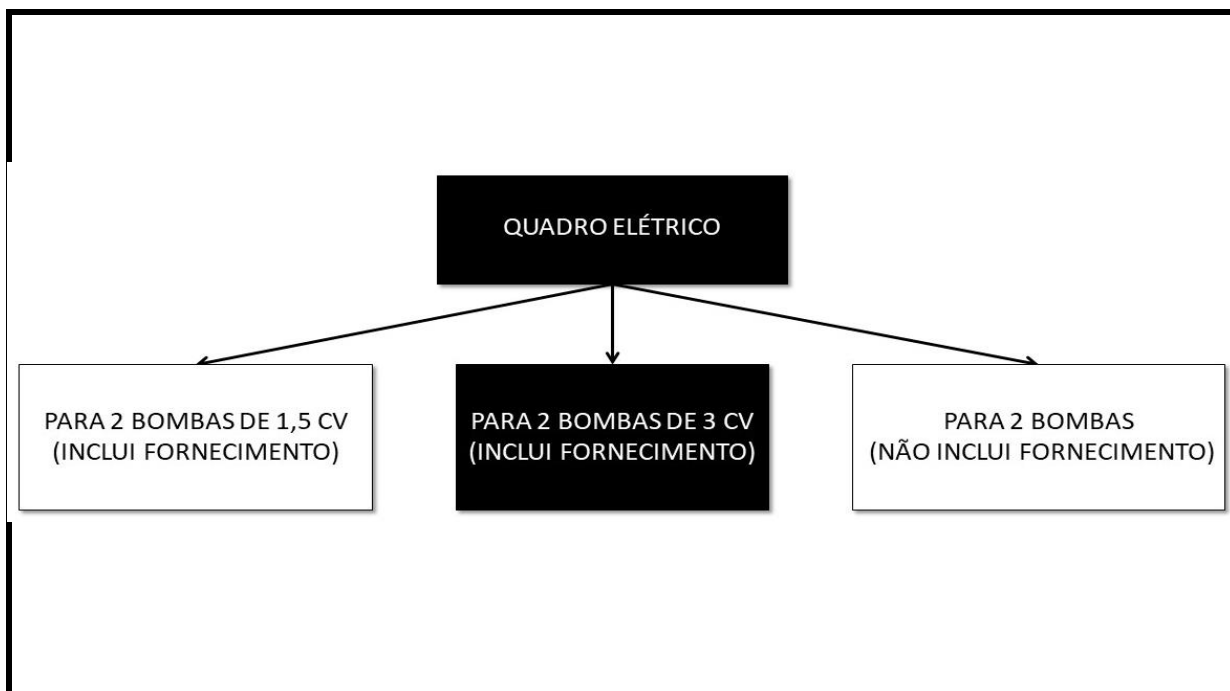 QUADRO ELÉTRICO
PARA 2 BOMBAS DE 1,5 CV
(INCLUI FORNECIMENTO)
PARA 2 BOMBAS DE 3 CV
(INCLUI FORNECIMENTO)
PARA 2 BOMBAS
(NÃO INCLUI FORNECIMENTO)